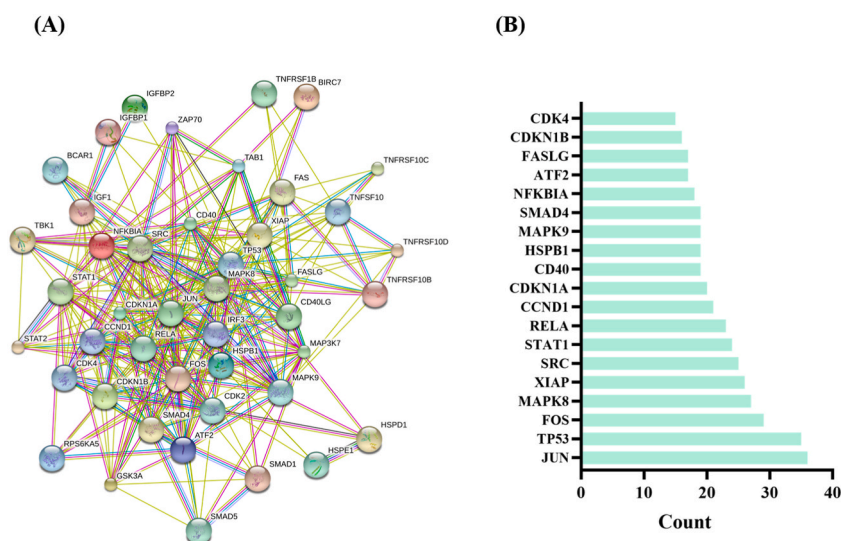 (A)
(B)
TNFRSF1B
BIRC7
IGFBP2
IGFBP1
ZAP70
BCAR1
TAB1
TNFRSF10C
FAS
IGF1
TNFSF10
CD40
XIAP
TBK1
NFKBIA
SRC
TP53
TNFRSF10D
STAT1
MAPK8
FASLG
TNFRSF10B
CDKN1A
JUN
CD40LG
CCND1
RELA
IRF3
STAT2
HSPB1
MAP3K7
CDK4
FOS
CDKN1B
MAPK9
CDK2
SMAD4
RPS6KA5
ATF2
HSPD1
HSPE1
GSK3A
SMAD1
SMAD5
CDK4
CDKN1B
FASLG
ATF2
NFKBIA
SMAD4
MAPK9
HSPB1
CD40
CDKN1A
CCND1
RELA
STAT1
SRC
XIAP
MAPK8
FOS
TP53
JUN
0 10 20 30 40
Count